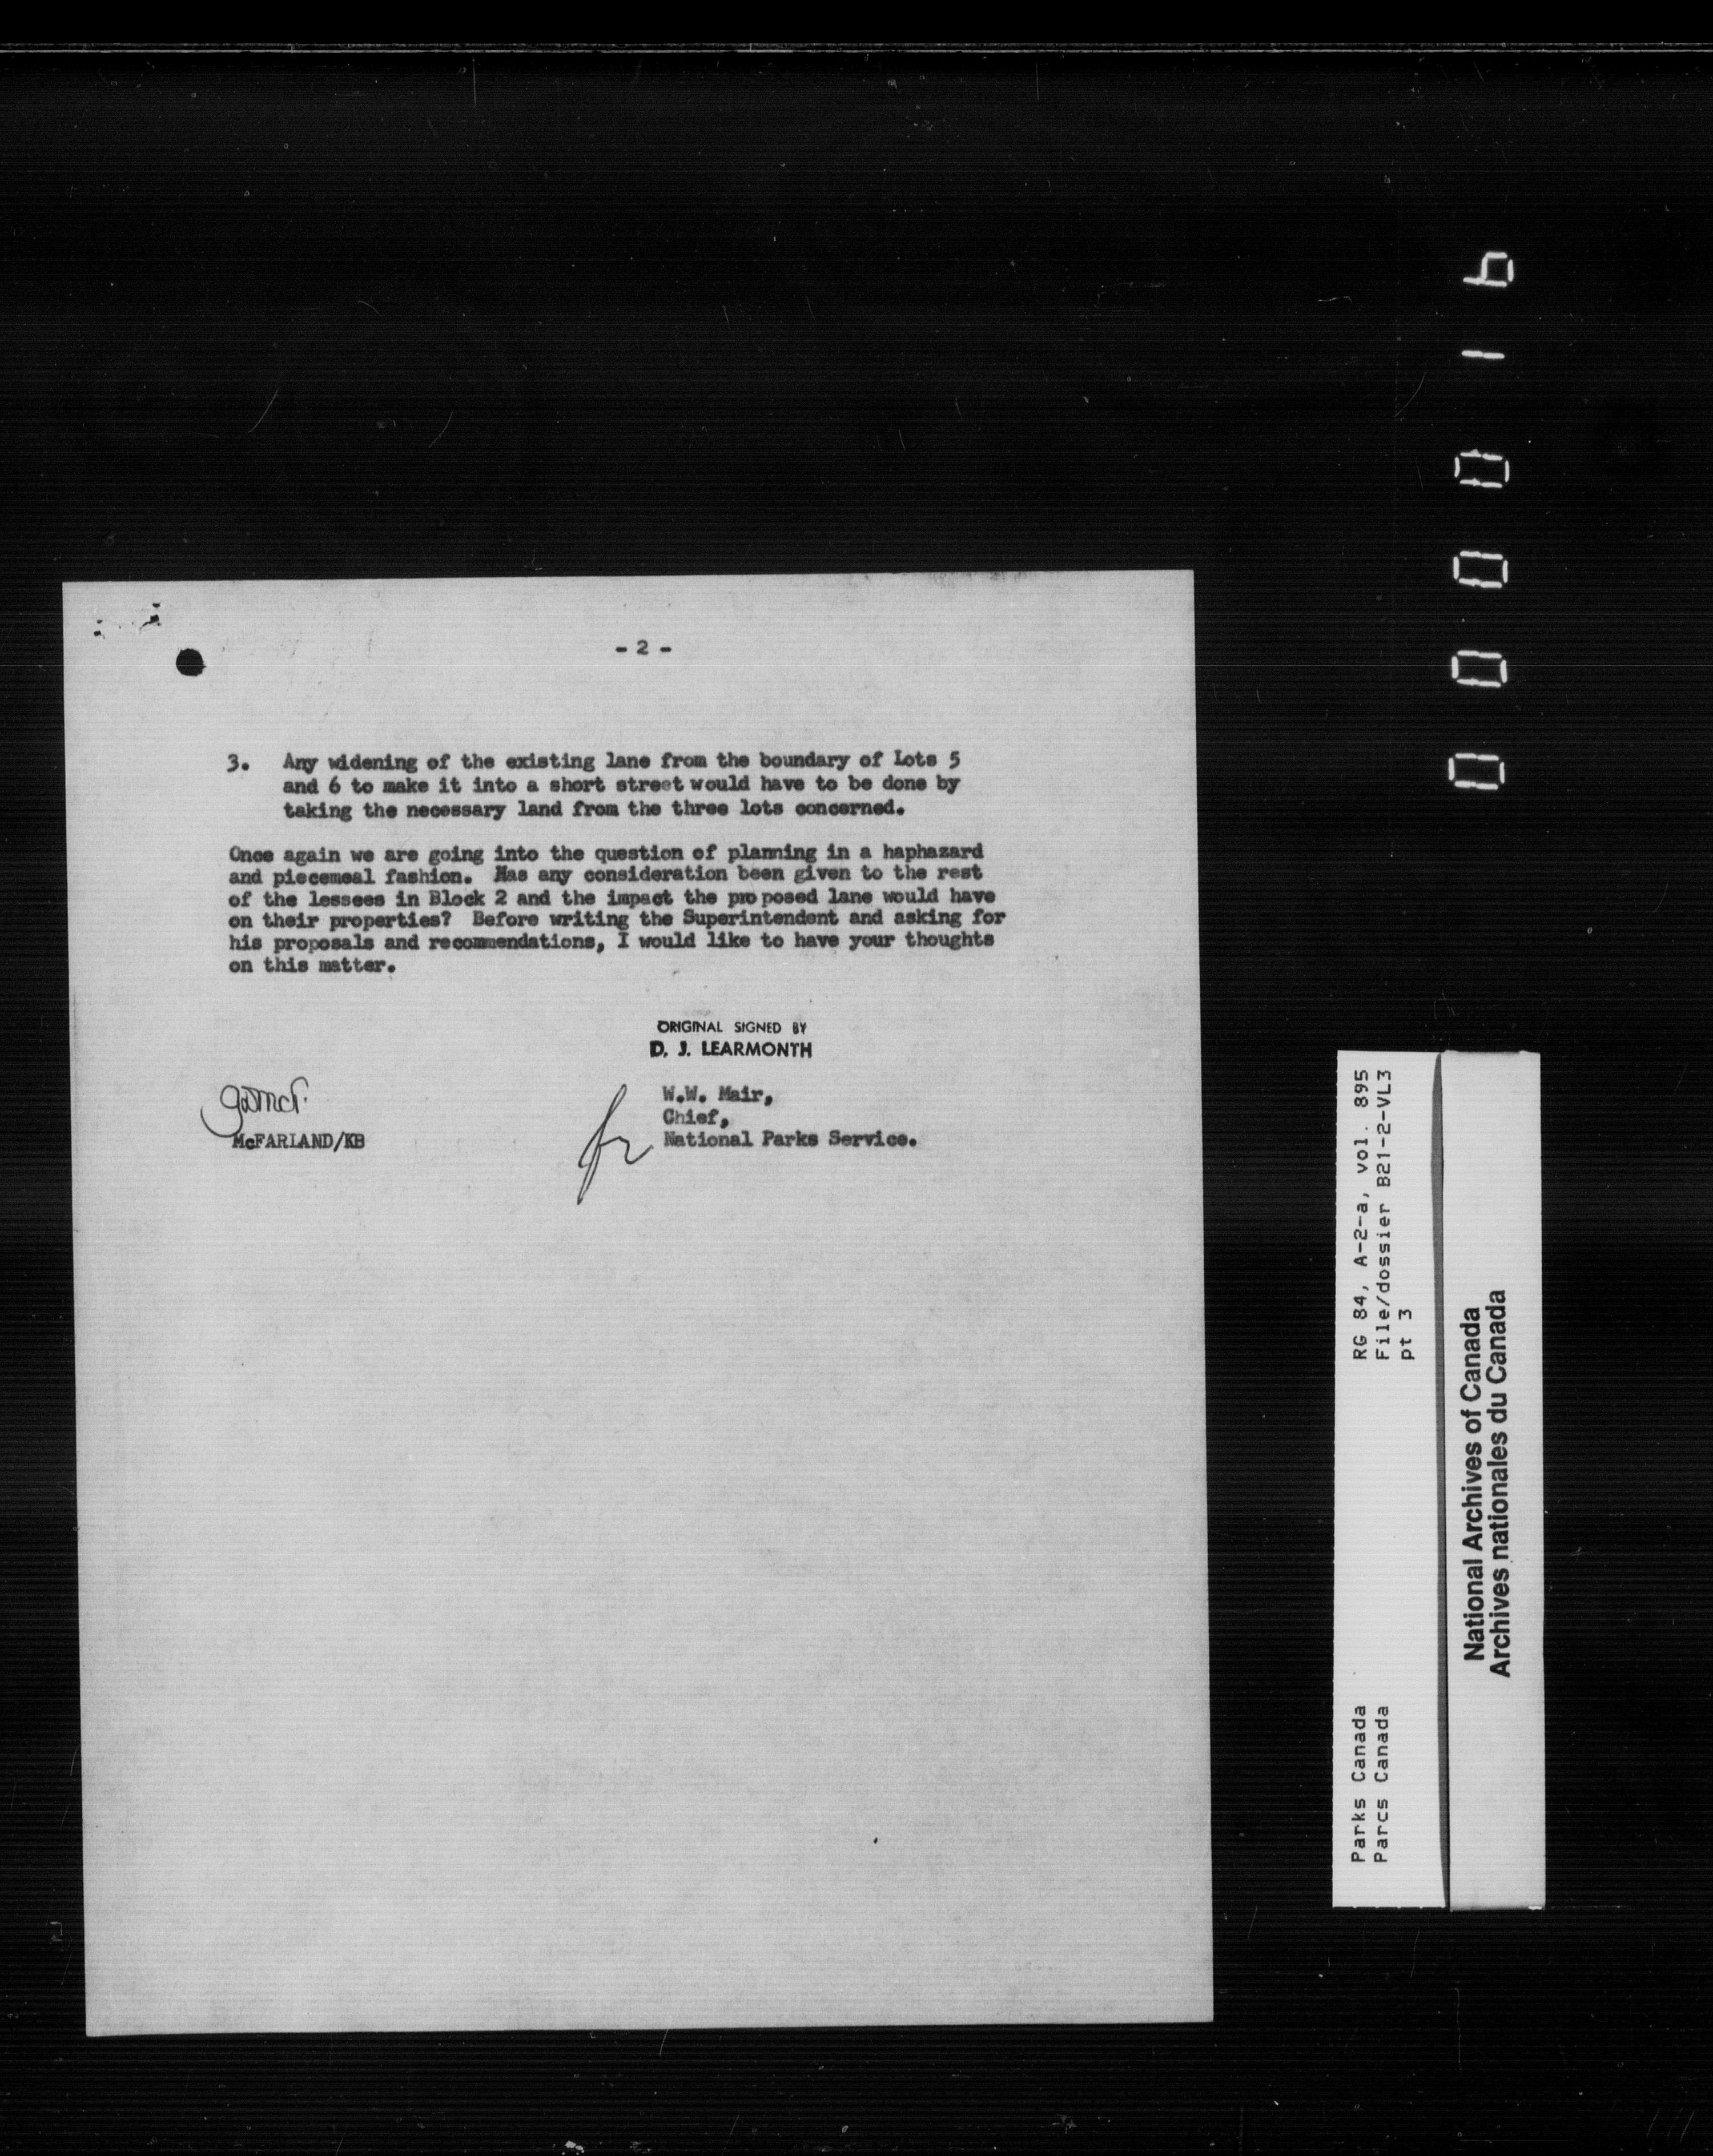 - 2 -
3. Any widening of the existing lane from the boundary of Lots 5
and 6 to make it into a short street would have to be done by
taking the necessary land from the three lots concerned.
Once again we are going into the question of planning in a haphazard
and piecemeal fashion. Has any consideration been given to the rest
of the lessees in Block 2 and the impact the pro posed lane would have
on their properties? Before writing the Superintendent and asking for
his proposals and recommendations, I would like to have your thoughts
on this matter.
ORIGINAL SIGNED BY
D. J. LEARMONTH
McFARLAND/KB
for
W.W. Mair,
Chief,
National Parks Service.
RG 84, A-2-a, vol. 895
File/dossier B21-2-VL3
pt 3
Parks Canada
Parcs Canada
National Archives of Canada
Archives nationales du Canada